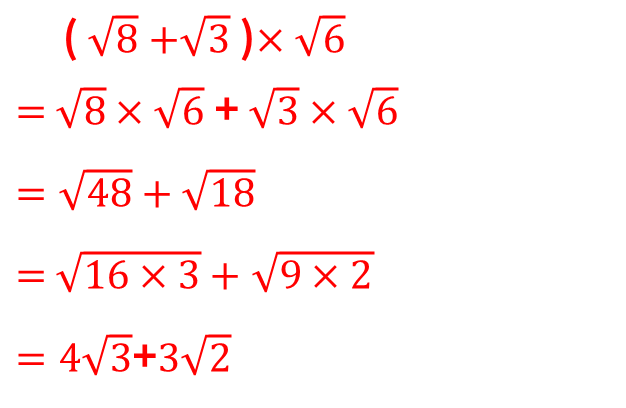 ( √8 +√3 )× √6
= √8 × √6 + √3 × √6
= √48 + √18
= √16 × 3 + √9 × 2
= 4√3+3√2